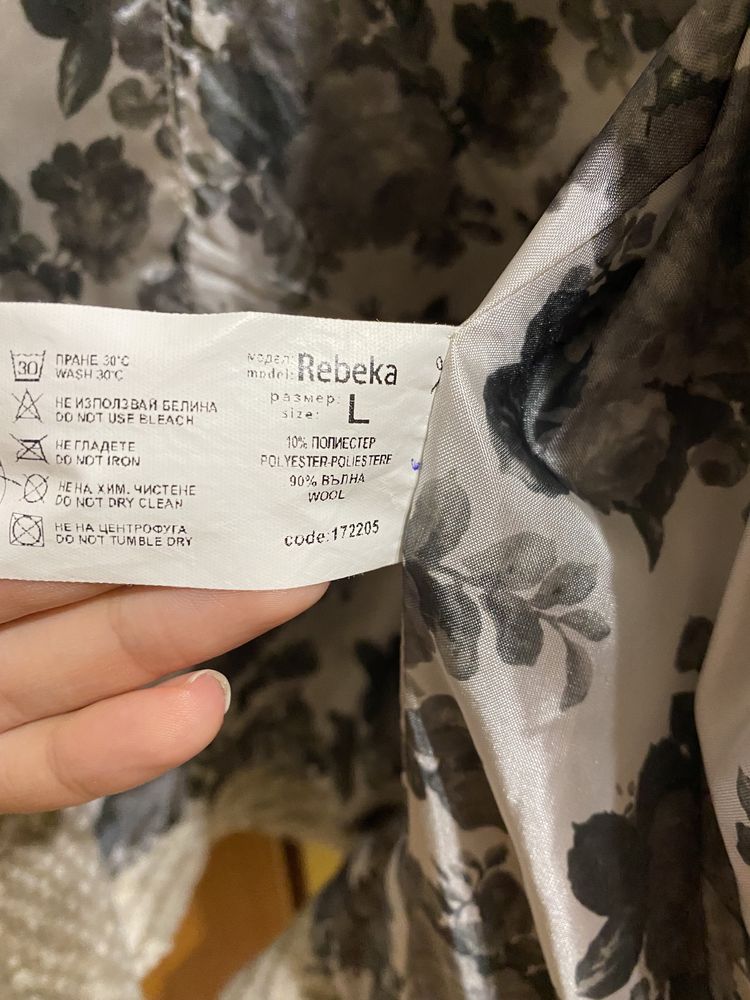 30
ПРАНЕ 30°C
WASH 30°C
НЕ ИЗПОЛЗВАЙ БЕЛИНА
DO NOT USE BLEACH
НЕ ГЛАДЕТЕ
DO NOT IRON
НЕ НА ХИМ. ЧИСТЕНЕ
DO NOT DRY CLEAN
НЕ НА ЦЕНТРОФУГА
DO NOT TUMBLE DRY
модел:
model: Rebeka
размер:
size: L
10% ПОЛИЕСТЕР
POLYESTER-POLIESTERE
90% ВЪЛНА
WOOL
code:172205